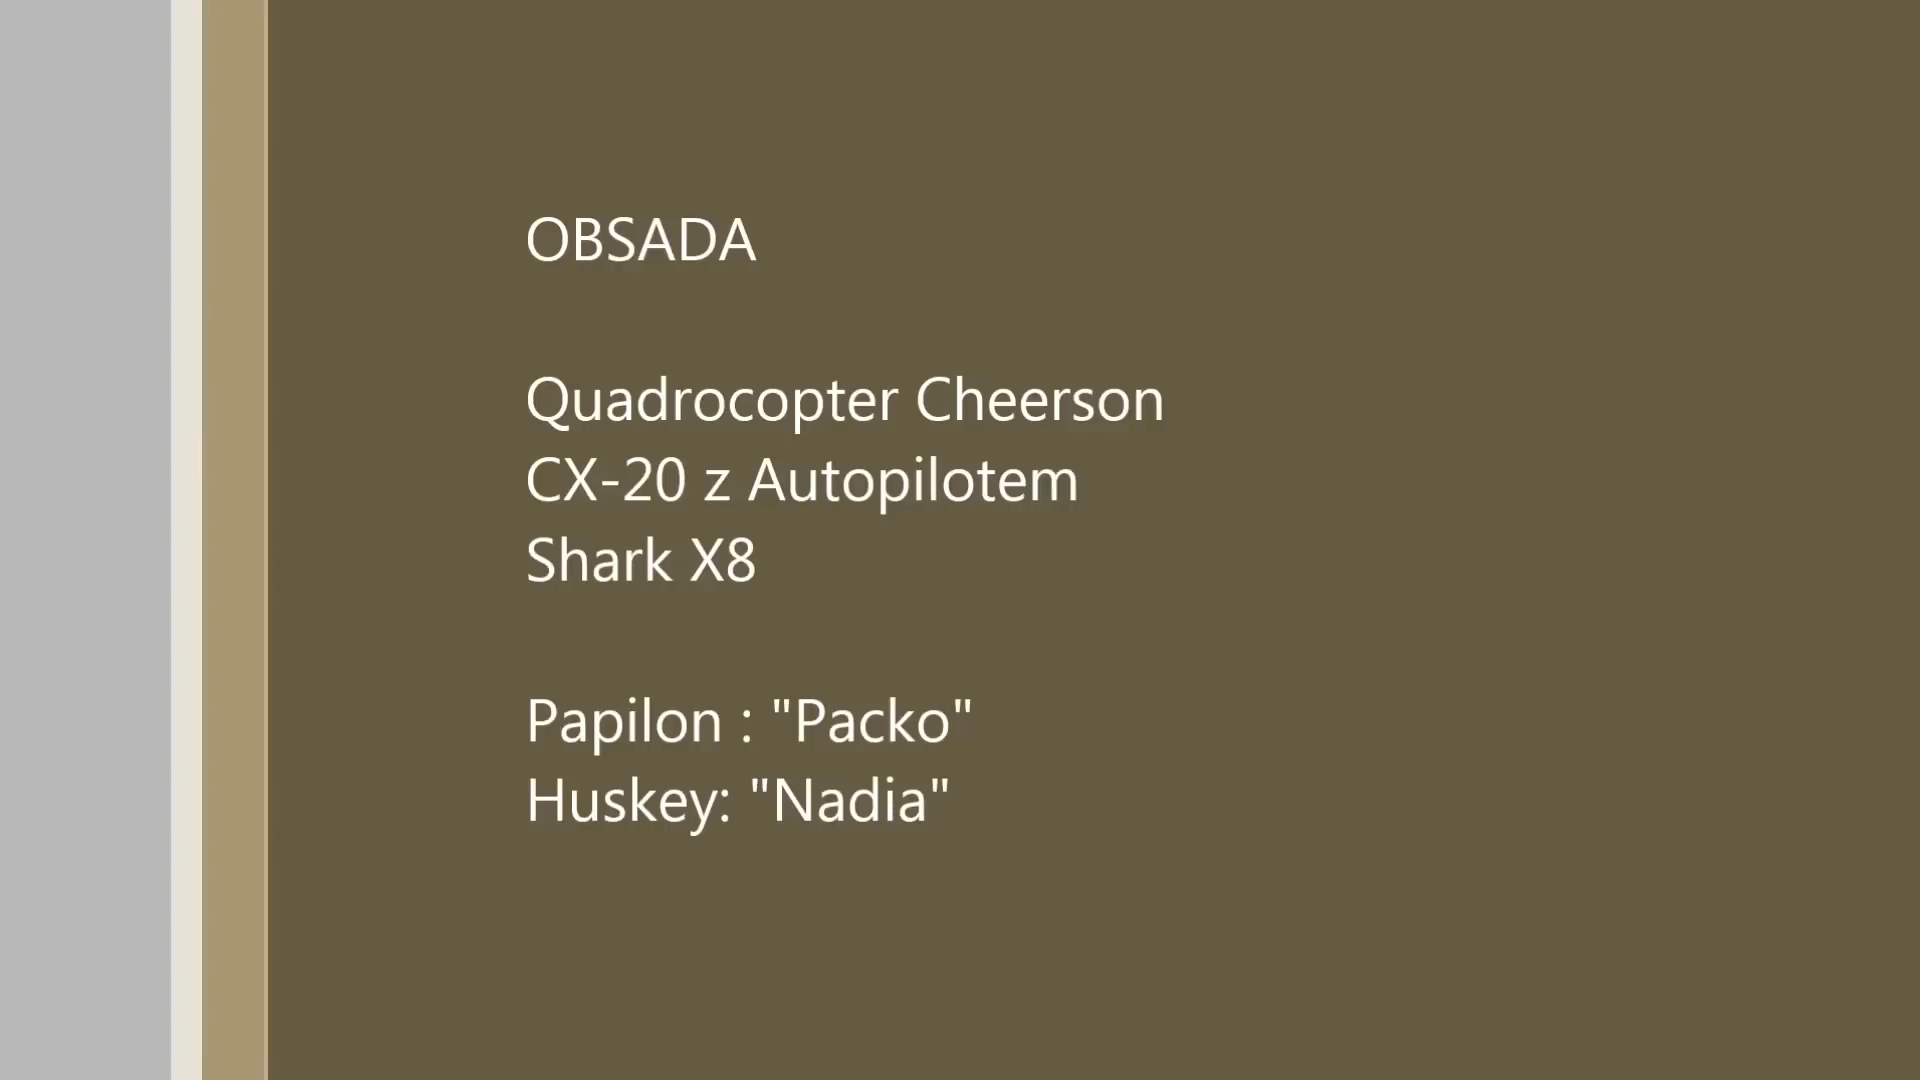 OBSADA
Quadrocopter Cheerson
CX-20 z Autopilotem
Shark X8
Papilon : "Packo"
Huskey: "Nadia"